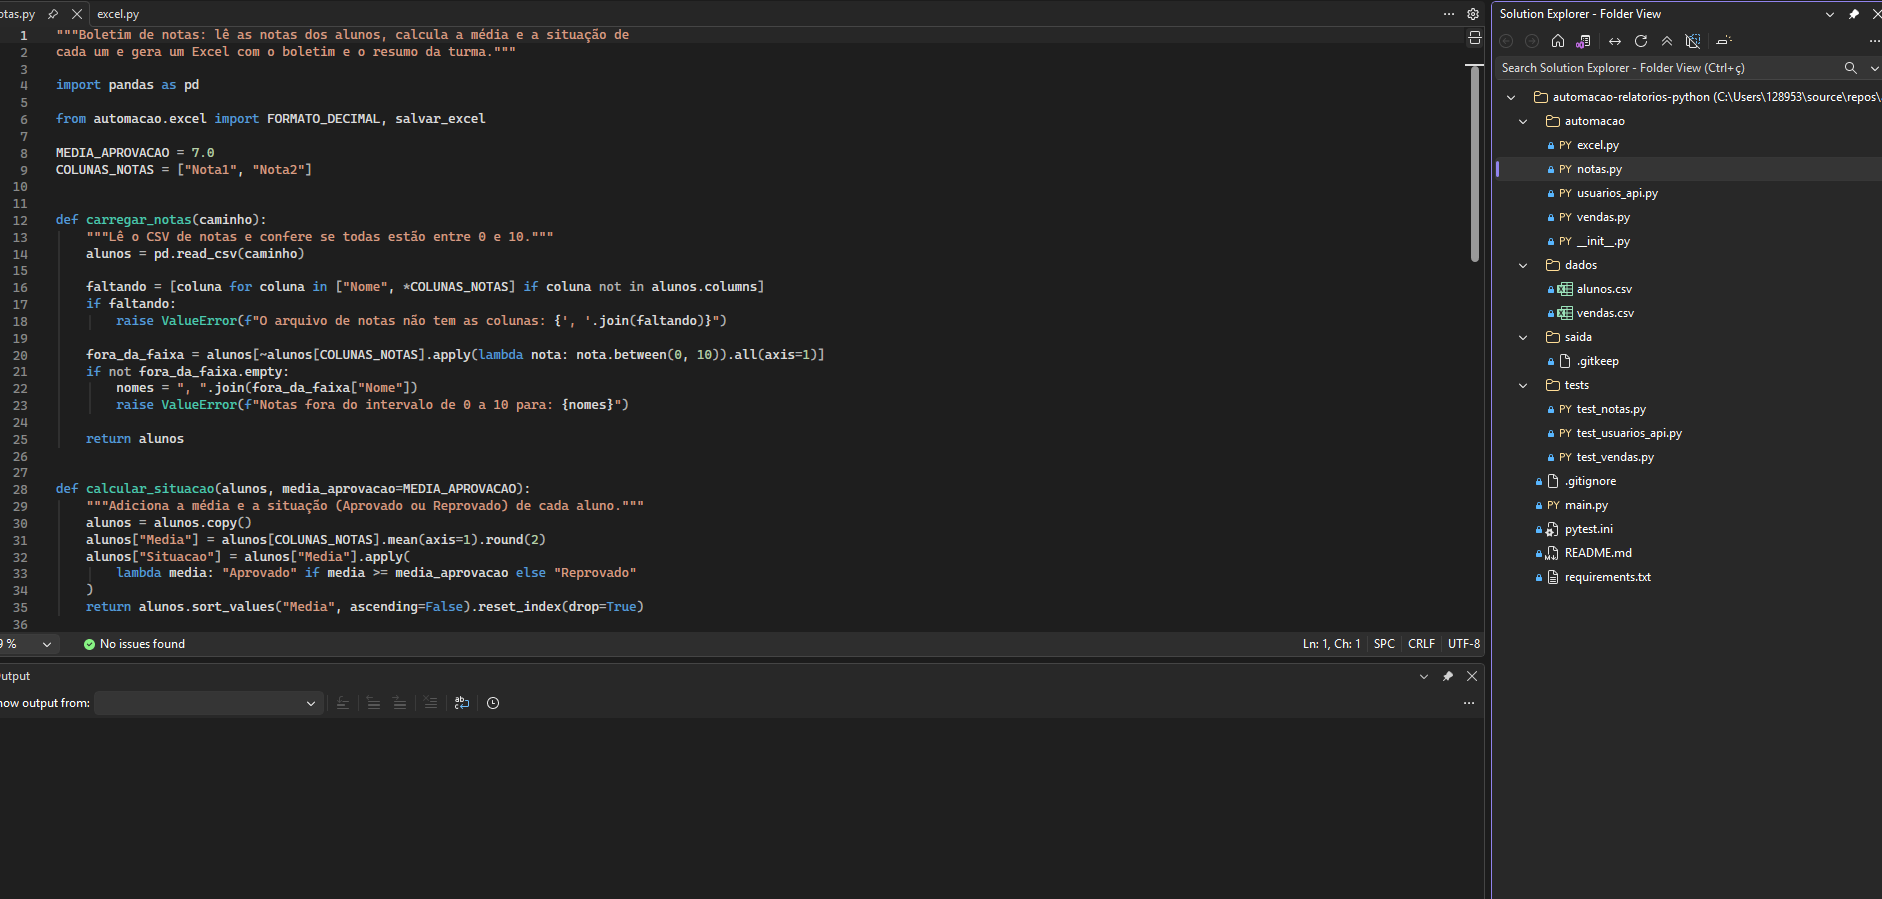 otas.py
excel.py
1 """Boletim de notas: lê as notas dos alunos, calcula a média e a situação de
2 cada um e gera um Excel com o boletim e o resumo da turma."""
3
4 import pandas as pd
5
6 from automacao.excel import FORMATO_DECIMAL, salvar_excel
7
8 MEDIA_APROVACAO = 7.0
9 COLUNAS_NOTAS = ["Nota1", "Nota2"]
10
11
12 def carregar_notas(caminho):
13     """Lê o CSV de notas e confere se todas estão entre 0 e 10."""
14     alunos = pd.read_csv(caminho)
15
16     faltando = [coluna for coluna in ["Nome", *COLUNAS_NOTAS] if coluna not in alunos.columns]
17     if faltando:
18         raise ValueError(f"O arquivo de notas não tem as colunas: {', '.join(faltando)}")
19
20     fora_da_faixa = alunos[~alunos[COLUNAS_NOTAS].apply(lambda nota: nota.between(0, 10)).all(axis=1)]
21     if not fora_da_faixa.empty:
22         nomes = ", ".join(fora_da_faixa["Nome"])
23         raise ValueError(f"Notas fora do intervalo de 0 a 10 para: {nomes}")
24
25     return alunos
26
27
28 def calcular_situacao(alunos, media_aprovacao=MEDIA_APROVACAO):
29     """Adiciona a média e a situação (Aprovado ou Reprovado) de cada aluno."""
30     alunos = alunos.copy()
31     alunos["Media"] = alunos[COLUNAS_NOTAS].mean(axis=1).round(2)
32     alunos["Situacao"] = alunos["Media"].apply(
33         lambda media: "Aprovado" if media >= media_aprovacao else "Reprovado"
34     )
35     return alunos.sort_values("Media", ascending=False).reset_index(drop=True)
36
9 %
No issues found
Ln: 1, Ch: 1 SPC CRLF UTF-8
utput
how output from:
Solution Explorer - Folder View
Search Solution Explorer - Folder View (Ctrl+ç)
automacao-relatorios-python (C:\Users\128953\source\repos\
automacao
PY excel.py
PY notas.py
PY usuarios_api.py
PY vendas.py
PY __init__.py
dados
alunos.csv
vendas.csv
saida
.gitkeep
tests
PY test_notas.py
PY test_usuarios_api.py
PY test_vendas.py
.gitignore
PY main.py
pytest.ini
README.md
requirements.txt